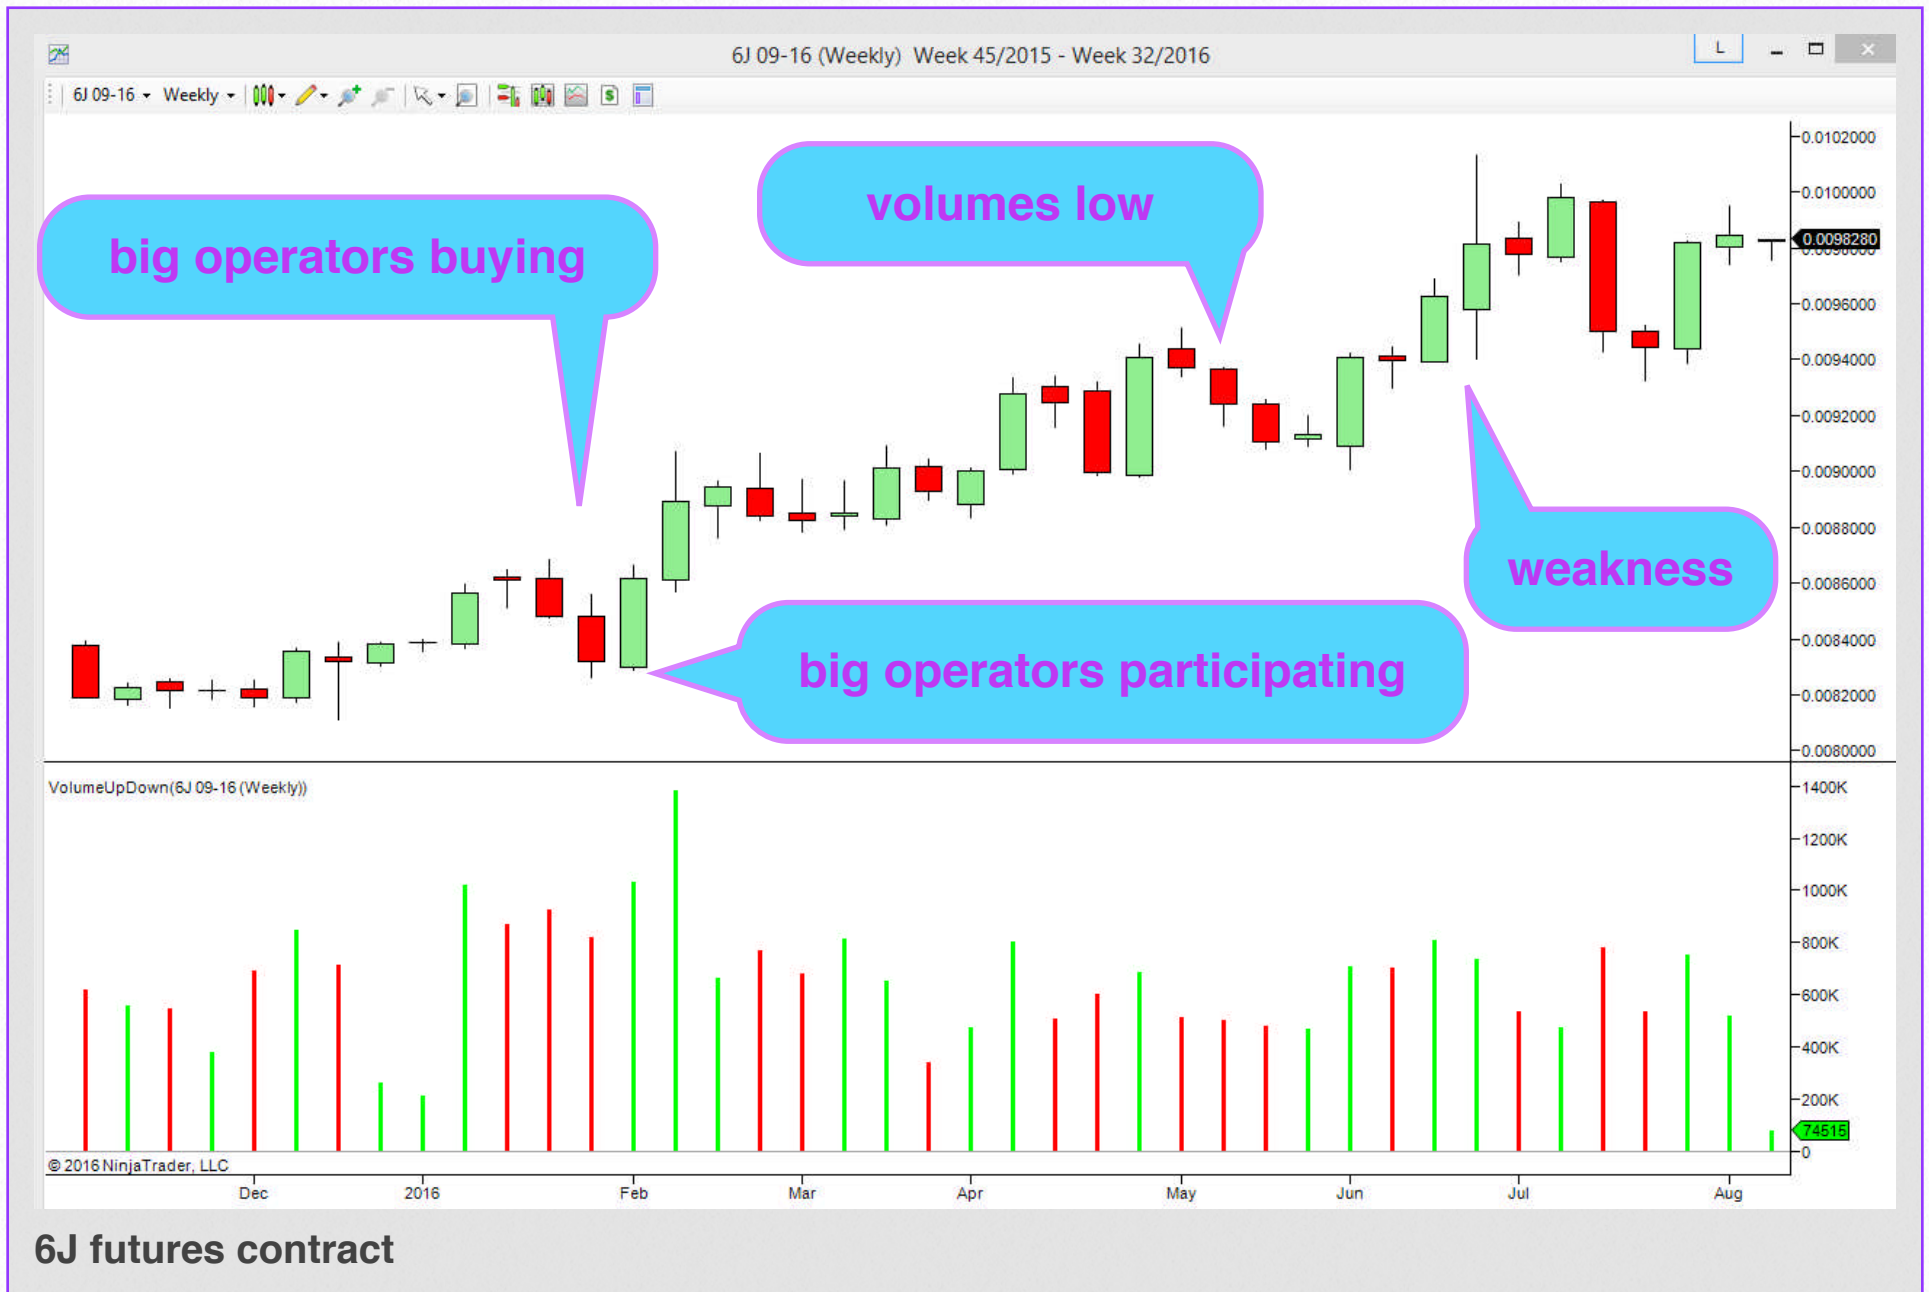 6J 09-16 (Weekly) Week 45/2015 - Week 32/2016
L
6J 09-16 Weekly
big operators buying
volumes low
weakness
big operators participating
0.0102000
0.0100000
0.0098280
0.0098000
0.0096000
0.0094000
0.0092000
0.0090000
0.0088000
0.0086000
0.0084000
0.0082000
0.0080000
VolumeUpDown(6J 09-16 (Weekly))
1400K
1200K
1000K
800K
600K
400K
200K
74515
0
© 2016 NinjaTrader, LLC
Dec 2016 Feb Mar Apr May Jun Jul Aug
6J futures contract